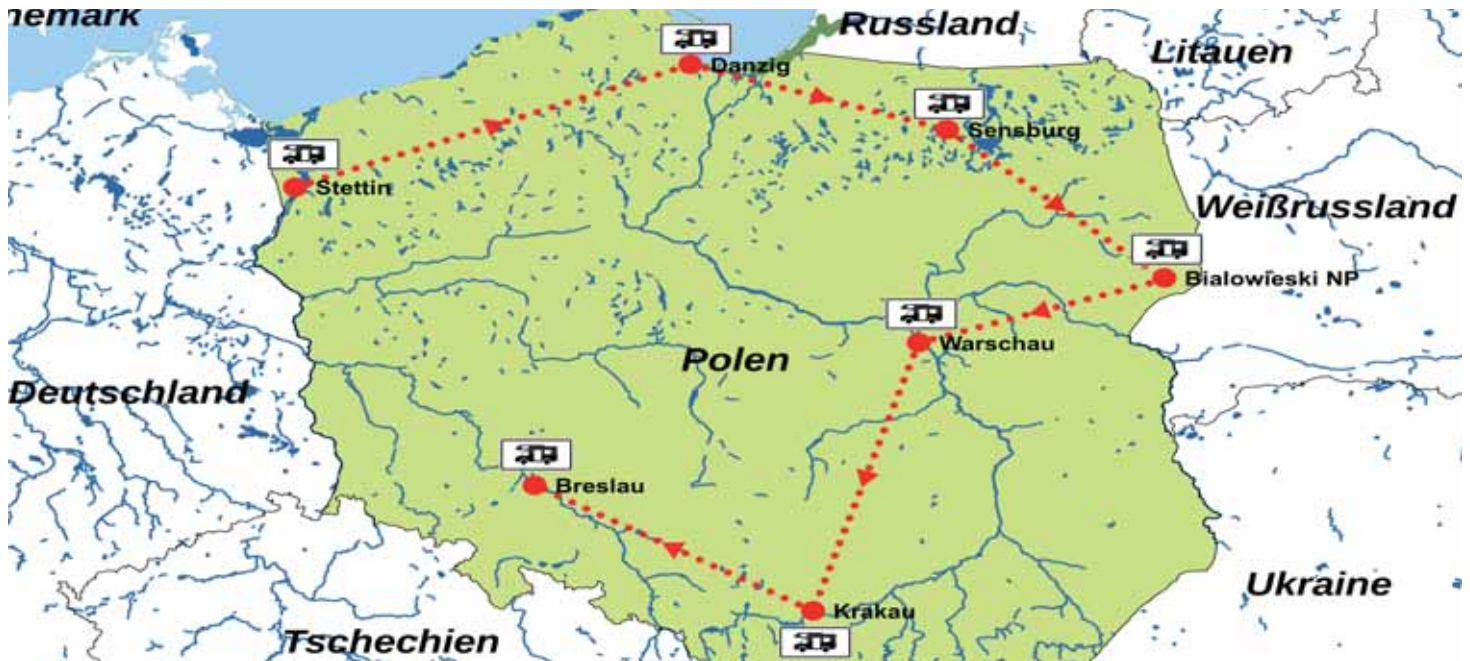 nemark
Russland
Litauen
Danzig
Sensburg
Stettin
Weißrussland
Bialowieski NP
Warschau
Polen
Deutschland
Breslau
Ukraine
Krakau
Tschechien